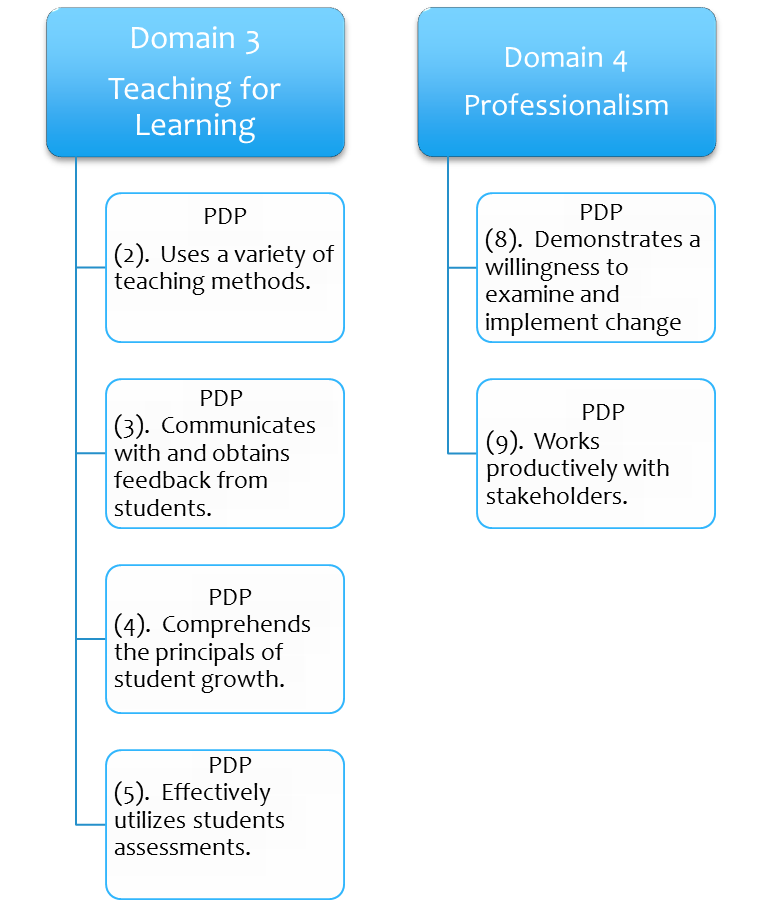 Domain 3
Teaching for
Learning
PDP
(2).  Uses a variety of
teaching methods.
PDP
(3).  Communicates
with and obtains
feedback from
students.
PDP
(4).  Comprehends
the principals of
student growth.
PDP
(5).  Effectively
utilizes students
assessments.
Domain 4
Professionalism
PDP
(8).  Demonstrates a
willingness to
examine and
implement change
PDP
(9).  Works
productively with
stakeholders.